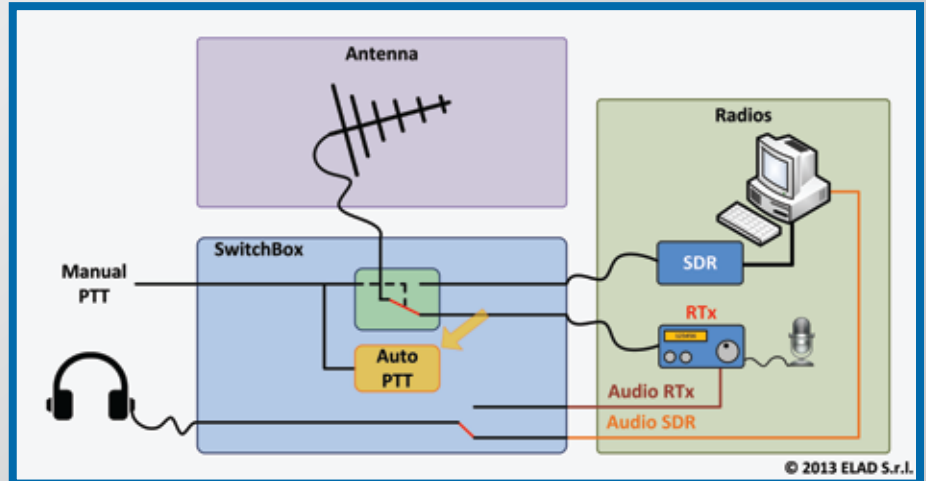 Antenna
Radios
SwitchBox
Manual
PTT
SDR
RTx
Auto
PTT
Audio RTx
Audio SDR
© 2013 ELAD S.r.l.